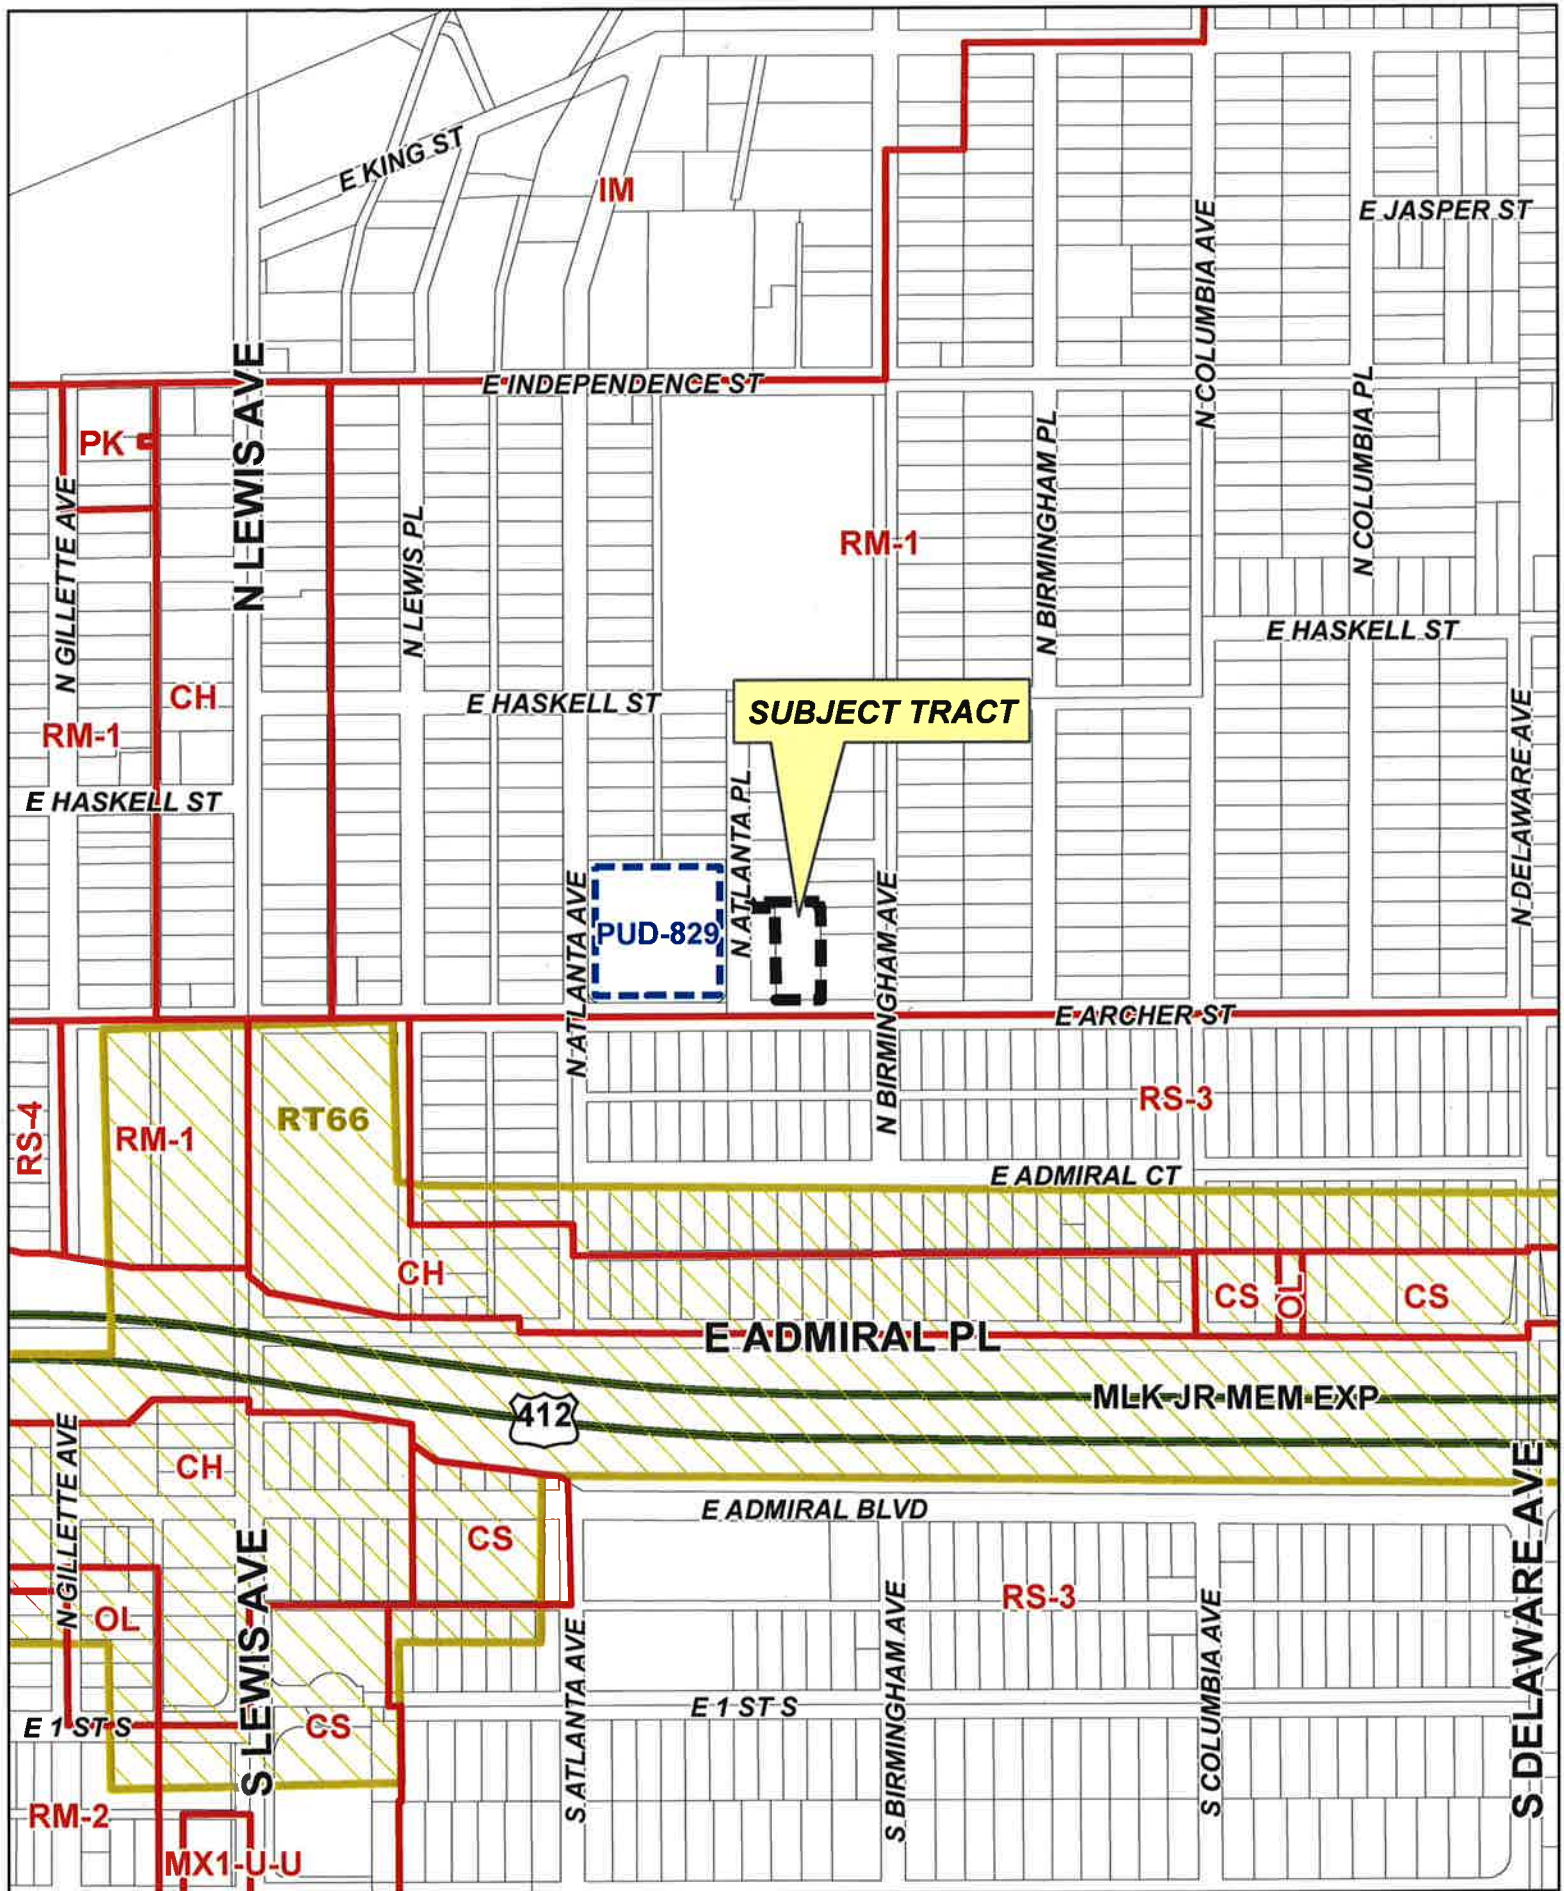 E KING ST
IM
E JASPER ST
N COLUMBIA AVE
E INDEPENDENCE ST
PK
N GILLETTE AVE
N LEWIS AVE
N LEWIS PL
RM-1
N BIRMINGHAM PL
N COLUMBIA PL
E HASKELL ST
CH
RM-1
E HASKELL ST
SUBJECT TRACT
E HASKELL ST
N ATLANTA PL
N DELAWARE AVE
N ATLANTA AVE
PUD-829
N BIRMINGHAM AVE
E ARCHER ST
RS-4
RM-1
RT66
RS-3
E ADMIRAL CT
CH
CS
OL
CS
E ADMIRAL PL
MLK JR MEM EXP
412
N GILLETTE AVE
CH
CS
E ADMIRAL BLVD
S DELAWARE AVE
S LEWIS AVE
OL
RS-3
S ATLANTA AVE
S BIRMINGHAM AVE
S COLUMBIA AVE
E 1 ST S
CS
E 1 ST S
RM-2
MX1-U-U